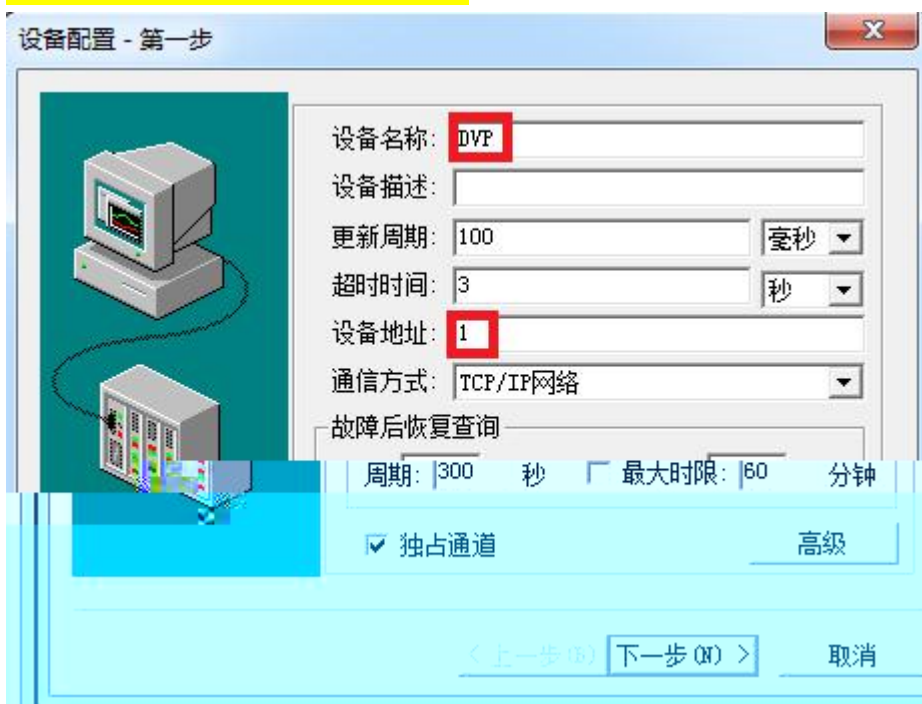 设备配置 - 第一步
设备名称: DVP
设备描述:
更新周期: 100 毫秒
超时时间: 3 秒
设备地址: 1
通信方式: TCP/IP网络
故障后恢复查询
周期: 300 秒 最大时限: 60 分钟
独占通道 高级
< 上一步(B) 下一步(N) > 取消